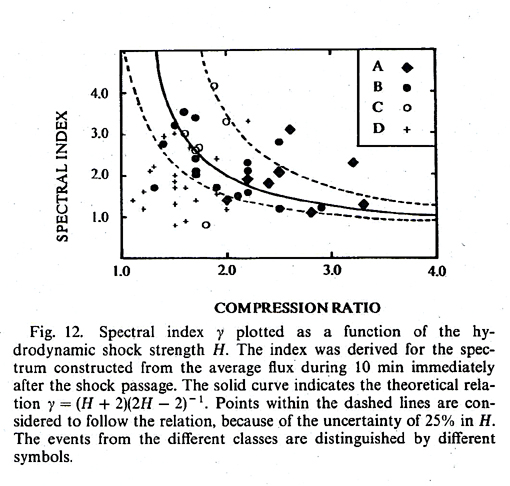 SPECTRAL INDEX
4.0
3.0
2.0
1.0
1.0
2.0
3.0
4.0
A
B
C
D
COMPRESSION RATIO
Fig. 12. Spectral index γ plotted as a function of the hy-
drodynamic shock strength H. The index was derived for the spec-
trum constructed from the average flux during 10 min immediately
after the shock passage. The solid curve indicates the theoretical rela-
tion γ = (H + 2)(2H − 2)⁻¹. Points within the dashed lines are con-
sidered to follow the relation, because of the uncertainty of 25% in H.
The events from the different classes are distinguished by different
symbols.